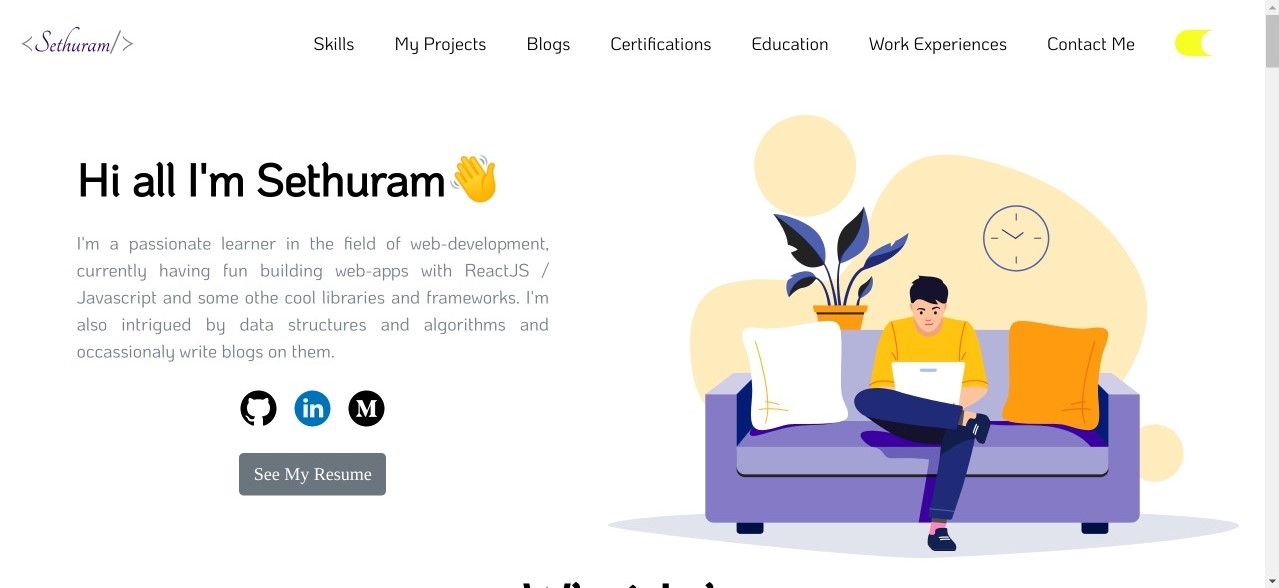 <Sethuram/>
Skills My Projects Blogs Certifications Education Work Experiences Contact Me
Hi all I'm Sethuram👋
I'm a passionate learner in the field of web-development,
currently having fun building web-apps with ReactJS /
Javascript and some othe cool libraries and frameworks. I'm
also intrigued by data structures and algorithms and
occassionaly write blogs on them.
in M
See My Resume